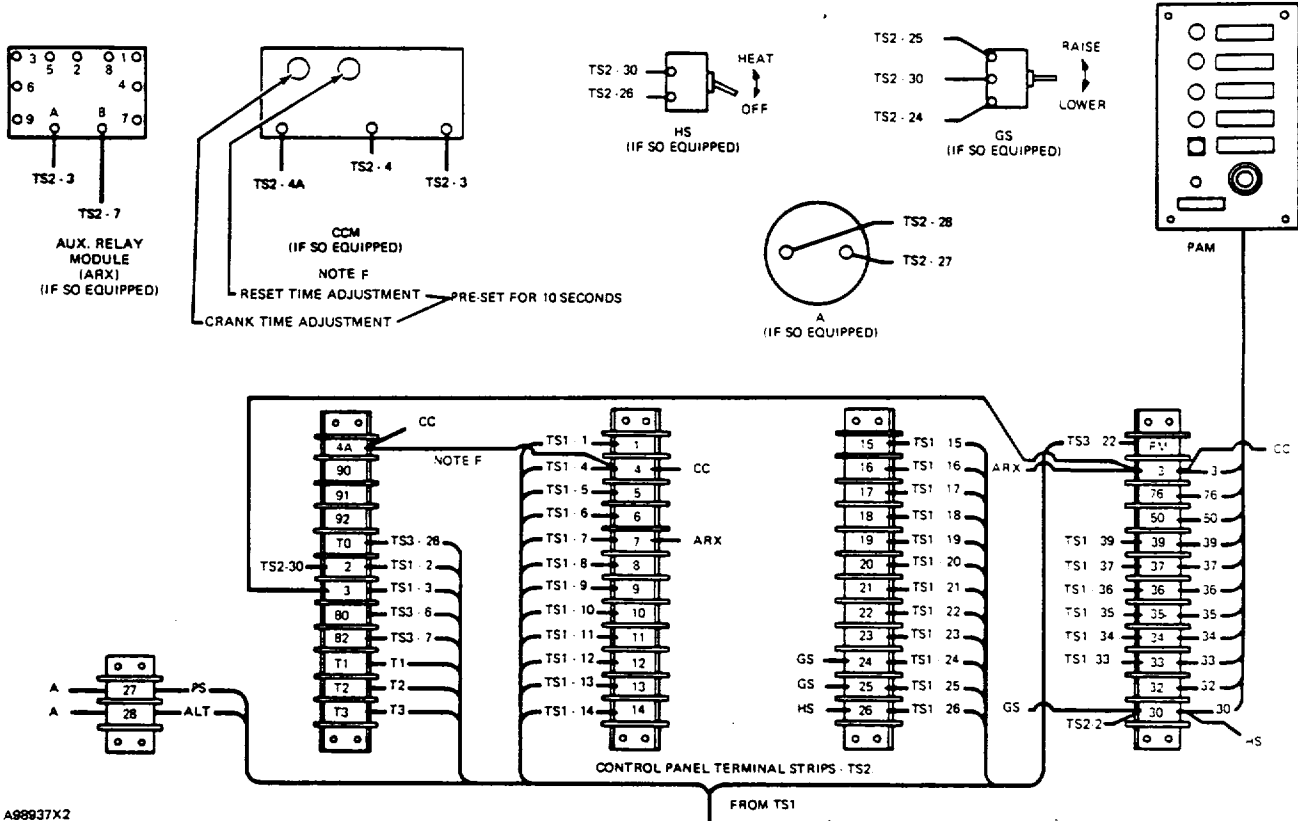 3 5 2 8 1
6 4
9 A B 7
TS2-3
TS2-7
AUX. RELAY
MODULE
(ARX)
(IF SO EQUIPPED)
TS2-4A
TS2-4
TS2-3
CCM
(IF SO EQUIPPED)
NOTE F
RESET TIME ADJUSTMENT
PRE-SET FOR 10 SECONDS
CRANK TIME ADJUSTMENT
TS2-30
TS2-26
HEAT
OFF
HS
(IF SO EQUIPPED)
TS2-25
TS2-30
TS2-24
RAISE
LOWER
GS
(IF SO EQUIPPED)
TS2-28
TS2-27
A
(IF SO EQUIPPED)
PAM
A 27 PS
A 28 ALT
CC
4A
NOTE F
90
91
92
T0 TS3-28
TS2-30 2 TS1-2
3 TS1-3
80 TS3-6
82 TS3-7
T1 T1
T2 T2
T3 T3
TS1-1 1
TS1-4 4 CC
TS1-5 5
TS1-6 6
TS1-7 7 ARX
TS1-8 8
TS1-9 9
TS1-10 10
TS1-11 11
TS1-12 12
TS1-13 13
TS1-14 14
15 TS1 15
16 TS1 16
17 TS1 17
18 TS1 18
19 TS1 19
20 TS1 20
21 TS1 21
22 TS1 22
23 TS1 23
GS 24 TS1 24
GS 25 TS1 25
HS 26 TS1 26
TS3 22
ARX 3 3 CC
76 76
50 50
TS1 39 39 39
TS1 37 37 37
TS1-36 36 36
TS1 35 35 35
TS1 34 34 34
TS1 33 33 33
32 32
GS 30 30
TS2-2
HS
CONTROL PANEL TERMINAL STRIPS - TS2
FROM TS1
A98937X2